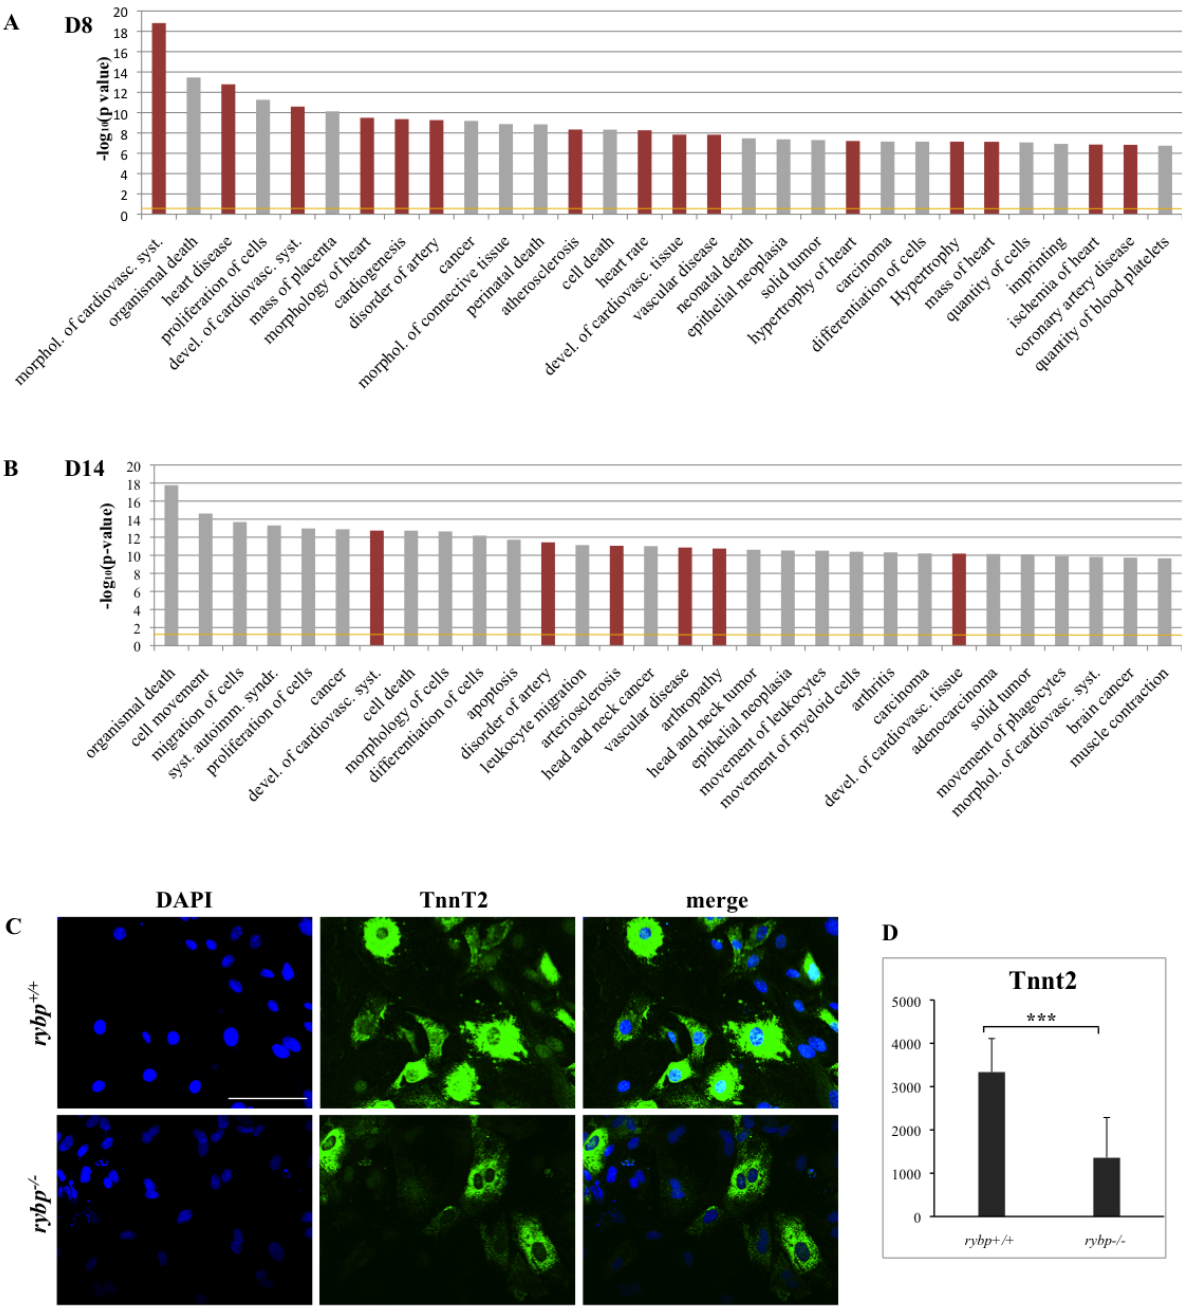 A
D8
-log₁₀(p value)
20
18
16
14
12
10
8
6
4
2
0
morphol. of cardiovasc. syst.
organismal death
heart disease
proliferation of cells
devel. of cardiovasc. syst.
mass of placenta
morphology of heart
cardiogenesis
disorder of artery
cancer
morphol. of connective tissue
perinatal death
atherosclerosis
cell death
heart rate
devel. of cardiovasc. tissue
vascular disease
neonatal death
epithelial neoplasia
solid tumor
hypertrophy of heart
carcinoma
differentiation of cells
Hypertrophy
mass of heart
quantity of cells
imprinting
ischemia of heart
coronary artery disease
quantity of blood platelets
B
D14
-log₁₀(p-value)
20
18
16
14
12
10
8
6
4
2
0
organismal death
cell movement
migration of cells
syst. autoimm. syndr.
proliferation of cells
cancer
devel. of cardiovasc. syst.
cell death
morphology of cells
differentiation of cells
apoptosis
disorder of artery
leukocyte migration
arteriosclerosis
head and neck cancer
vascular disease
arthropathy
head and neck tumor
epithelial neoplasia
movement of leukocytes
movement of myeloid cells
arthritis
carcinoma
devel. of cardiovasc. tissue
adenocarcinoma
solid tumor
movement of phagocytes
morphol. of cardiovasc. syst.
brain cancer
muscle contraction
C
DAPI
TnnT2
merge
rybp+/+
rybp-/-
D
Tnnt2
5000
4000
3000
2000
1000
0
***
rybp+/+
rybp-/-